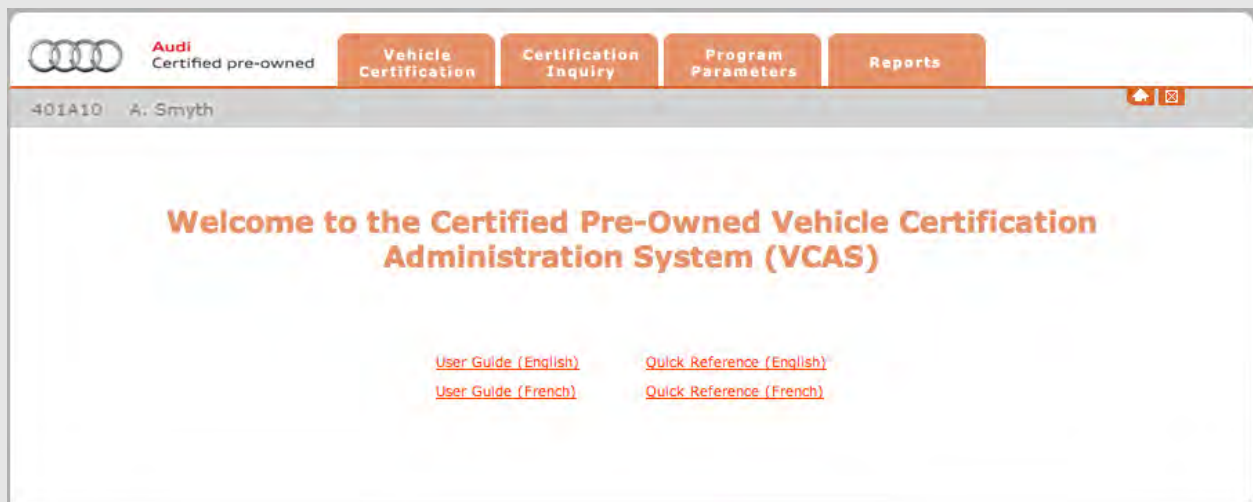 Audi
Certified pre-owned
Vehicle
Certification
Certification
Inquiry
Program
Parameters
Reports
401A10 A. Smyth
Welcome to the Certified Pre-Owned Vehicle Certification
Administration System (VCAS)
User Guide (English) Quick Reference (English)
User Guide (French) Quick Reference (French)